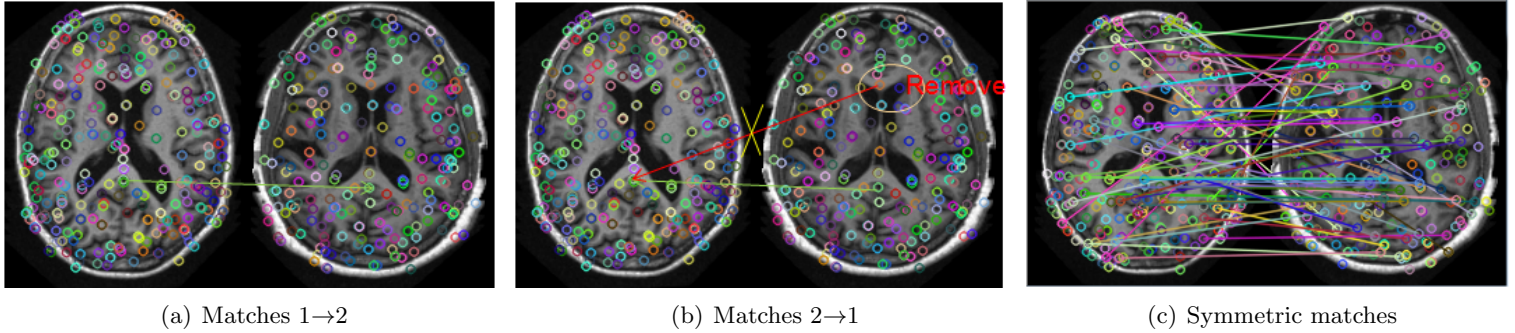 Remove
(a) Matches 1→2
(b) Matches 2→1
(c) Symmetric matches